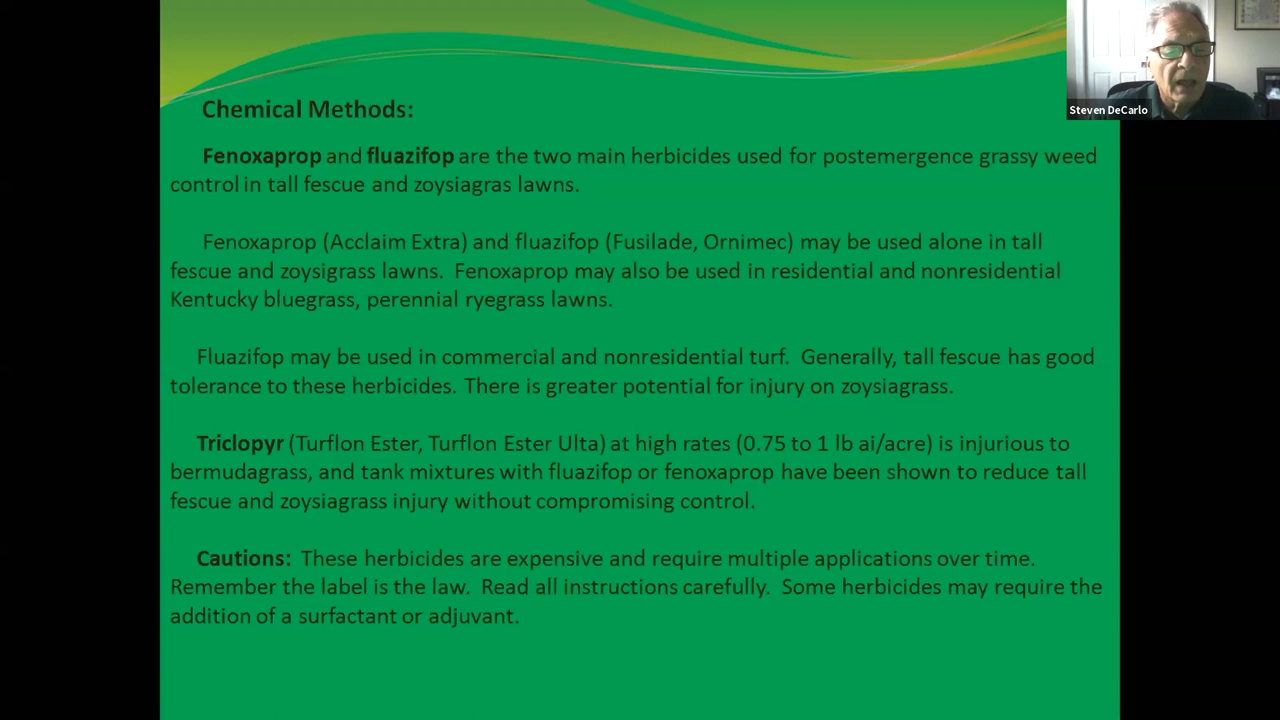 Chemical Methods:
Fenoxaprop and fluazifop are the two main herbicides used for postemergence grassy weed
control in tall fescue and zoysiagras lawns.
Fenoxaprop (Acclaim Extra) and fluazifop (Fusilade, Ornimec) may be used alone in tall
fescue and zoysigrass lawns.  Fenoxaprop may also be used in residential and nonresidential
Kentucky bluegrass, perennial ryegrass lawns.
Fluazifop may be used in commercial and nonresidential turf.  Generally, tall fescue has good
tolerance to these herbicides. There is greater potential for injury on zoysiagrass.
Triclopyr (Turflon Ester, Turflon Ester Ulta) at high rates (0.75 to 1 lb ai/acre) is injurious to
bermudagrass, and tank mixtures with fluazifop or fenoxaprop have been shown to reduce tall
fescue and zoysiagrass injury without compromising control.
Cautions:  These herbicides are expensive and require multiple applications over time.
Remember the label is the law.  Read all instructions carefully.  Some herbicides may require the
addition of a surfactant or adjuvant.
Steven DeCarlo